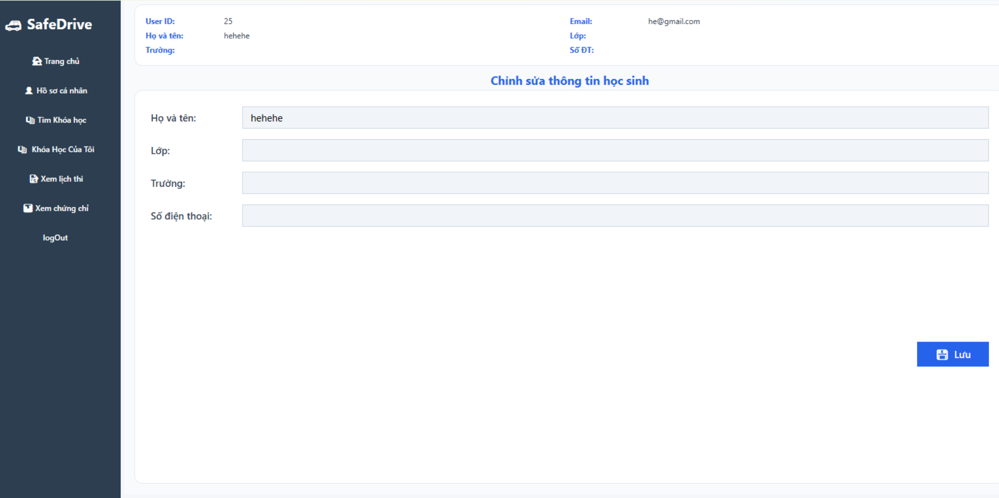 SafeDrive
Trang chủ
Hồ sơ cá nhân
Tìm Khóa học
Khóa Học Của Tôi
Xem lịch thi
Xem chứng chỉ
logOut
User ID: 25
Họ và tên: hehehe
Trường:
Email: he@gmail.com
Lớp:
Số ĐT:
Chỉnh sửa thông tin học sinh
Họ và tên: hehehe
Lớp:
Trường:
Số điện thoại:
Lưu